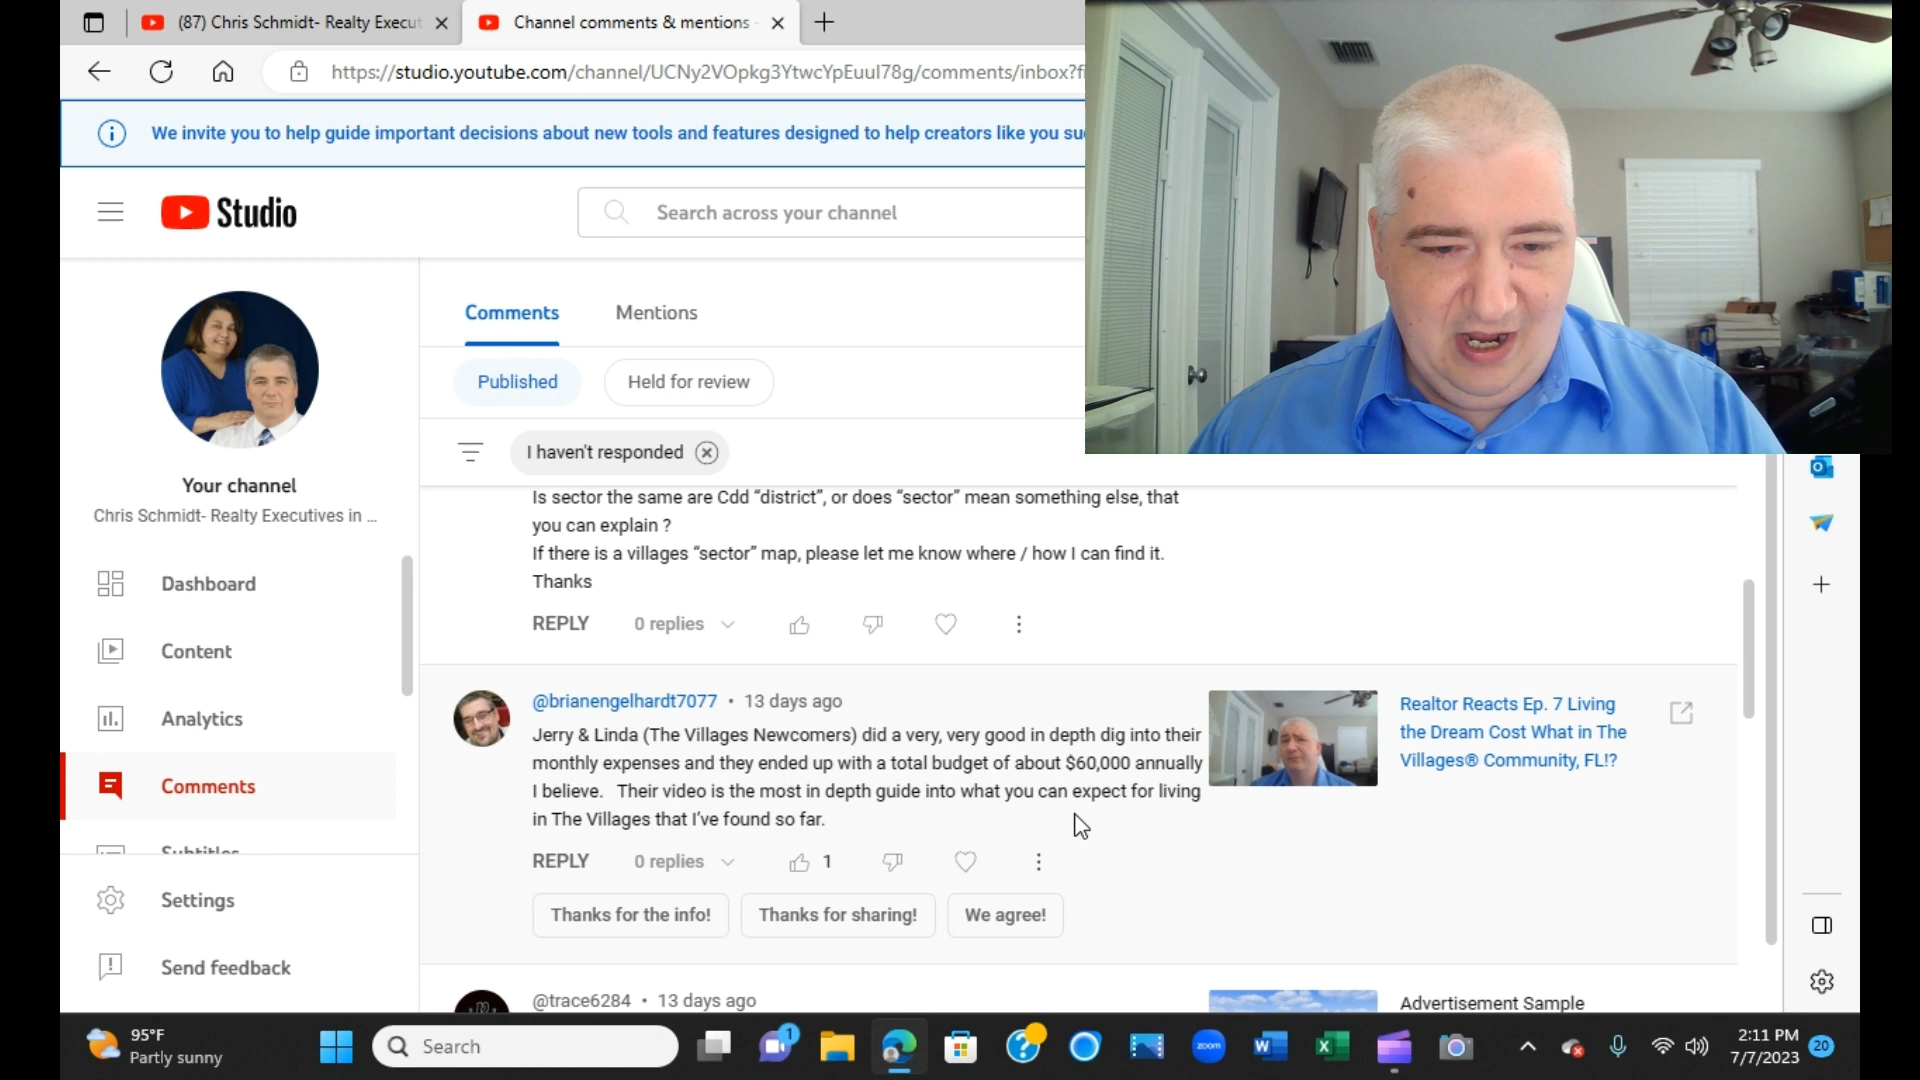 (87) Chris Schmidt- Realty Execut
Channel comments & mentions
https://studio.youtube.com/channel/UCNy2VOpkg3YtwcYpEuuI78g/comments/inbox?fi
We invite you to help guide important decisions about new tools and features designed to help creators like you su
Studio
Search across your channel
Your channel
Chris Schmidt- Realty Executives in ...
Dashboard
Content
Analytics
Comments
Subtitles
Settings
Send feedback
Comments
Mentions
Published
Held for review
I haven't responded
Is sector the same are Cdd “district”, or does “sector” mean something else, that
you can explain ?
If there is a villages “sector” map, please let me know where / how I can find it.
Thanks
REPLY
0 replies
@brianengelhardt7077 • 13 days ago
Jerry & Linda (The Villages Newcomers) did a very, very good in depth dig into their
monthly expenses and they ended up with a total budget of about $60,000 annually
I believe. Their video is the most in depth guide into what you can expect for living
in The Villages that I’ve found so far.
Realtor Reacts Ep. 7 Living
the Dream Cost What in The
Villages® Community, FL!?
REPLY
0 replies
1
Thanks for the info!
Thanks for sharing!
We agree!
@trace6284 • 13 days ago
Advertisement Sample
95°F
Partly sunny
Search
1
zoom
W
X
2:11 PM
7/7/2023
20